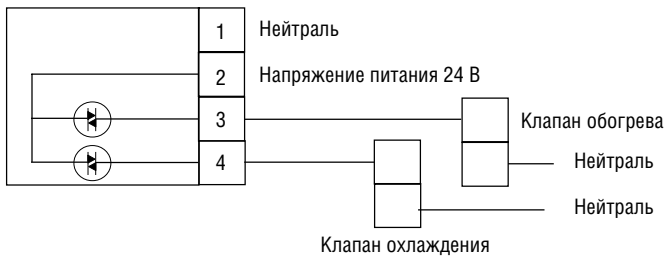 1 Нейтраль
2 Напряжение питания 24 В
3
Клапан обогрева
4
Нейтраль
Нейтраль
Клапан охлаждения